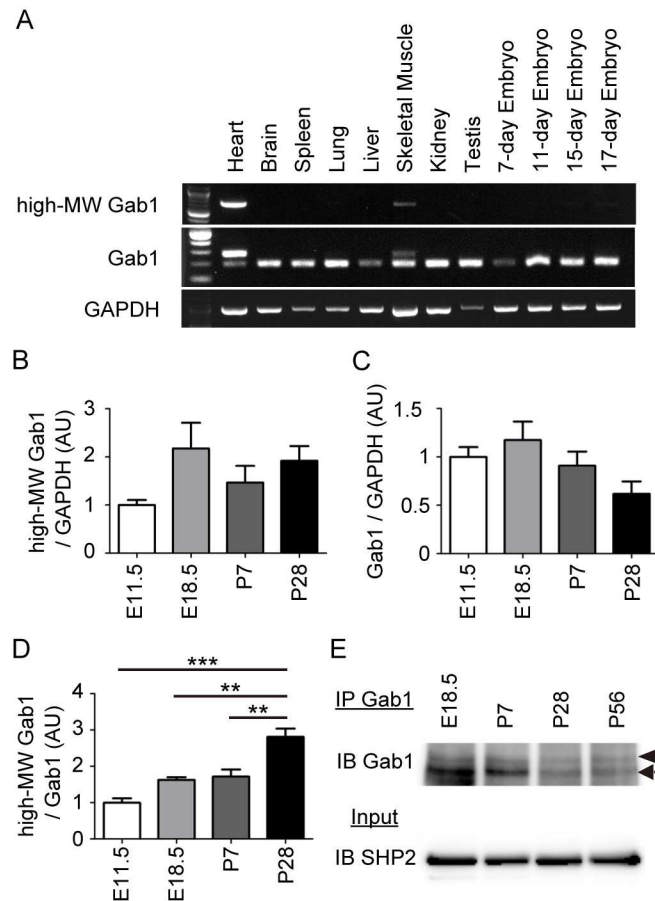 A
Heart
Brain
Spleen
Lung
Liver
Skeletal Muscle
Kidney
Testis
7-day Embryo
11-day Embryo
15-day Embryo
17-day Embryo
high-MW Gab1
Gab1
GAPDH
B
high-MW Gab1
/ GAPDH (AU)
3
2
1
0
E11.5
E18.5
P7
P28
C
Gab1 / GAPDH (AU)
1.5
1
0.5
0
E11.5
E18.5
P7
P28
D
high-MW Gab1
/ Gab1 (AU)
4
3
2
1
0
***
**
**
E11.5
E18.5
P7
P28
E
IP Gab1
E18.5
P7
P28
P56
IB Gab1
Input
IB SHP2